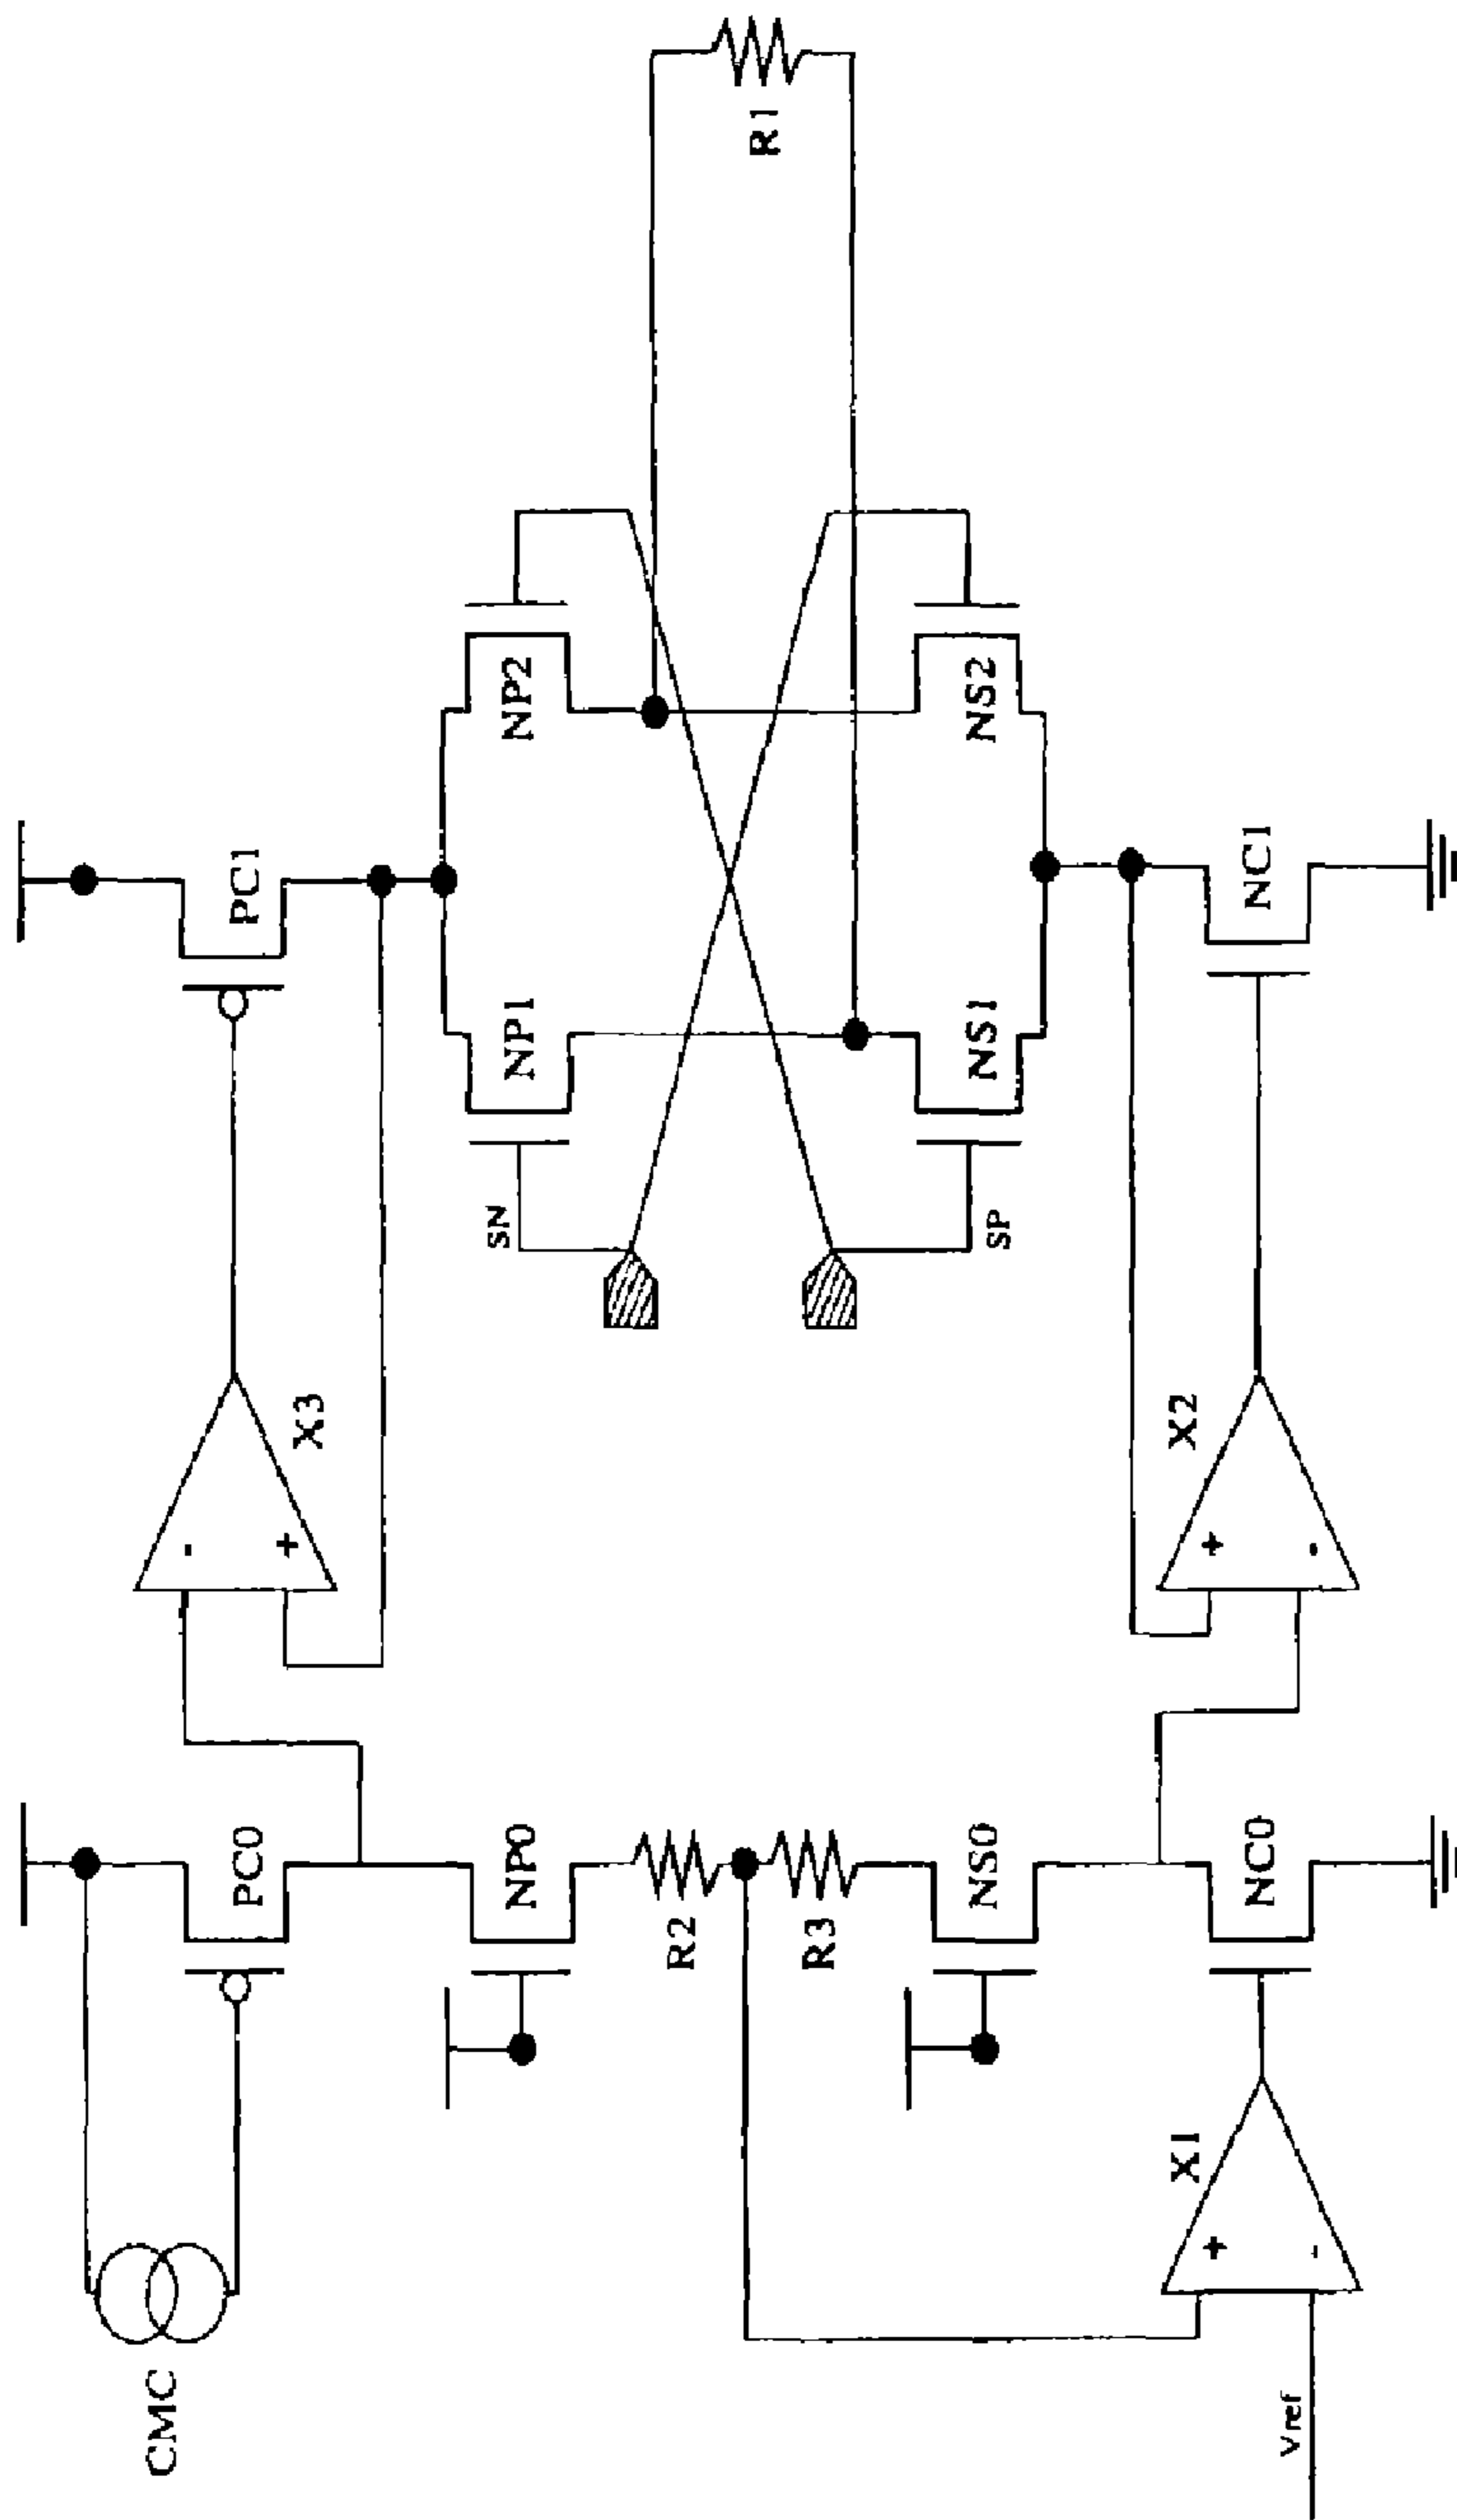 CMC
Vref
X1
+
-
PC0
NP0
R2
R3
NS0
NC0
X3
-
+
X2
+
-
SN
SP
PC1
NP1
NS1
NC1
NP2
NS2
R1